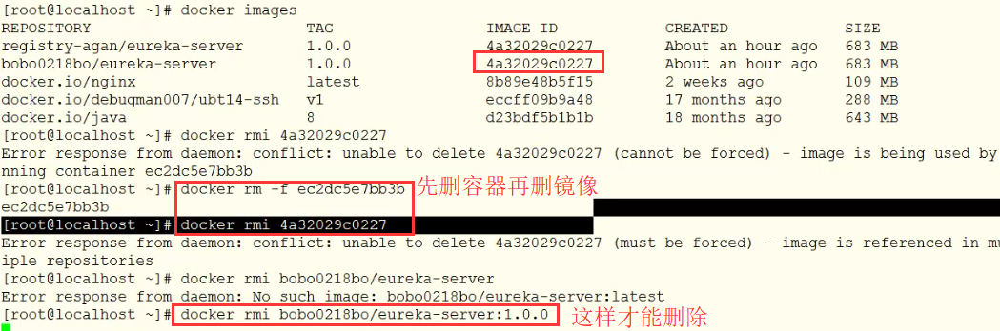 [root@localhost ~]# docker images
REPOSITORY TAG IMAGE ID CREATED SIZE
registry-agan/eureka-server 1.0.0 4a32029c0227 About an hour ago 683 MB
bobo0218bo/eureka-server 1.0.0 4a32029c0227 About an hour ago 683 MB
docker.io/nginx latest 8b89e48b5f15 2 weeks ago 109 MB
docker.io/debugman007/ubt14-ssh v1 eccff09b9a48 17 months ago 288 MB
docker.io/java 8 d23bdf5b1b1b 18 months ago 643 MB
[root@localhost ~]# docker rmi 4a32029c0227
Error response from daemon: conflict: unable to delete 4a32029c0227 (cannot be forced) - image is being used by
nning container ec2dc5e7bb3b
[root@localhost ~]# docker rm -f ec2dc5e7bb3b 先删容器再删镜像
ec2dc5e7bb3b
[root@localhost ~]# docker rmi 4a32029c0227
Error response from daemon: conflict: unable to delete 4a32029c0227 (must be forced) - image is referenced in mu
iple repositories
[root@localhost ~]# docker rmi bobo0218bo/eureka-server
Error response from daemon: No such image: bobo0218bo/eureka-server:latest
[root@localhost ~]# docker rmi bobo0218bo/eureka-server:1.0.0 这样才能删除